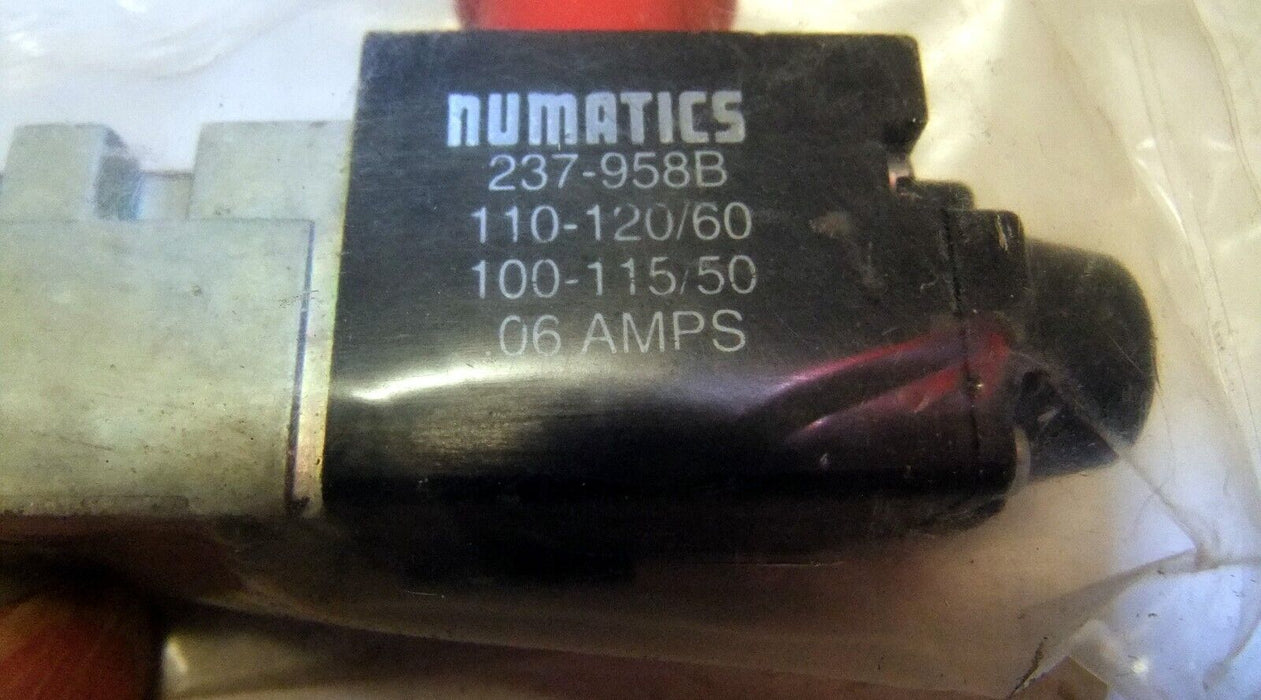 NUMATICS
237-958B
110-120/60
100-115/50
.06 AMPS